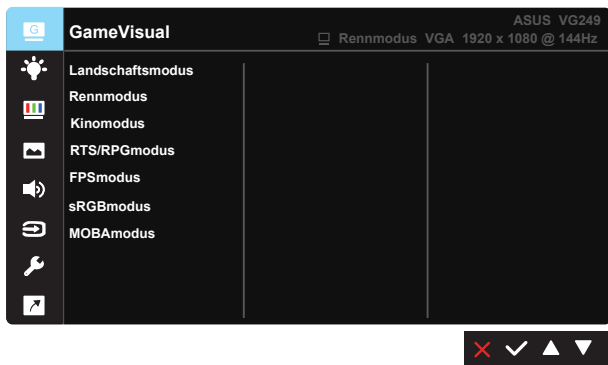 G
GameVisual
ASUS VG249
Rennmodus VGA 1920 x 1080 @ 144Hz
Landschaftsmodus
Rennmodus
Kinomodus
RTS/RPGmodus
FPSmodus
sRGBmodus
MOBAmodus